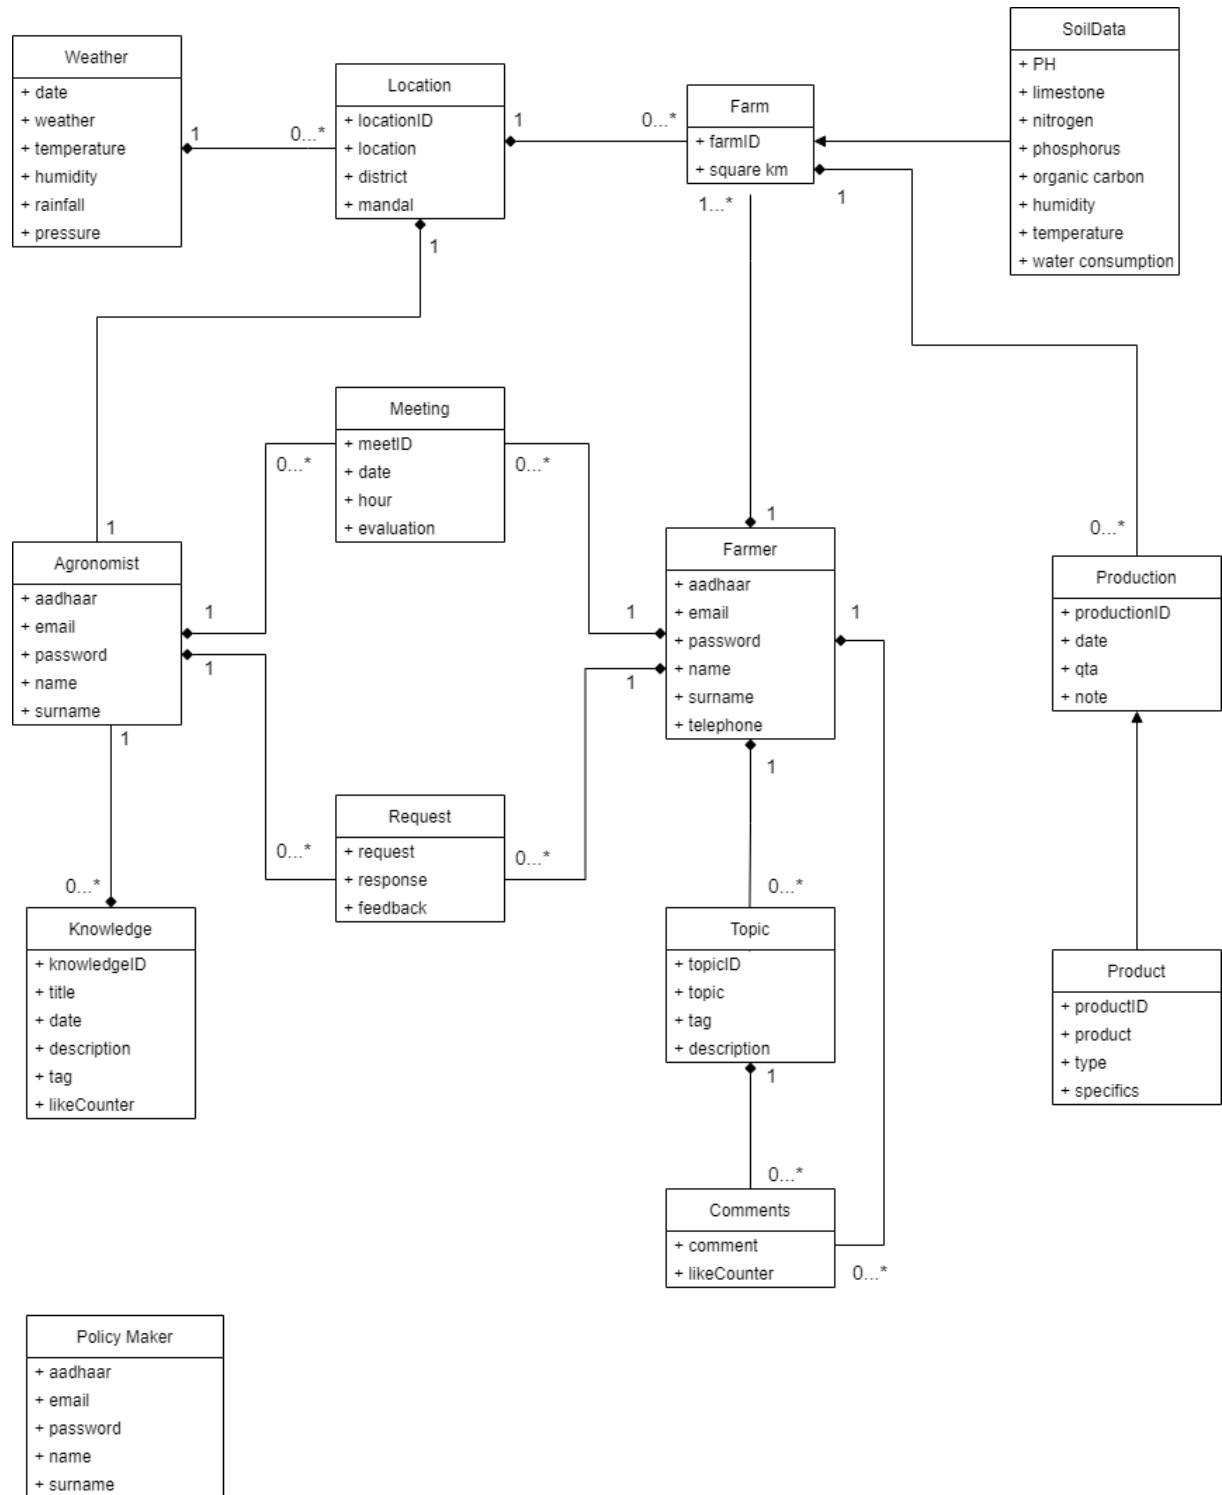 Weather
+ date
+ weather
+ temperature
+ humidity
+ rainfall
+ pressure
1
0...*
Location
+ locationID
+ location
+ district
+ mandal
1
0...*
1
Farm
+ farmID
+ square km
1...*
1
SoilData
+ PH
+ limestone
+ nitrogen
+ phosphorus
+ organic carbon
+ humidity
+ temperature
+ water consumption
Meeting
+ meetID
+ date
+ hour
+ evaluation
0...*
0...*
1
Agronomist
+ aadhaar
+ email
+ password
+ name
+ surname
1
1
1
1
Farmer
+ aadhaar
+ email
+ password
+ name
+ surname
+ telephone
1
1
1
1
1
0...*
Production
+ productionID
+ date
+ qta
+ note
Request
+ request
+ response
+ feedback
0...*
0...*
0...*
Knowledge
+ knowledgeID
+ title
+ date
+ description
+ tag
+ likeCounter
0...*
Topic
+ topicID
+ topic
+ tag
+ description
1
Product
+ productID
+ product
+ type
+ specifics
0...*
Comments
+ comment
+ likeCounter
0...*
Policy Maker
+ aadhaar
+ email
+ password
+ name
+ surname